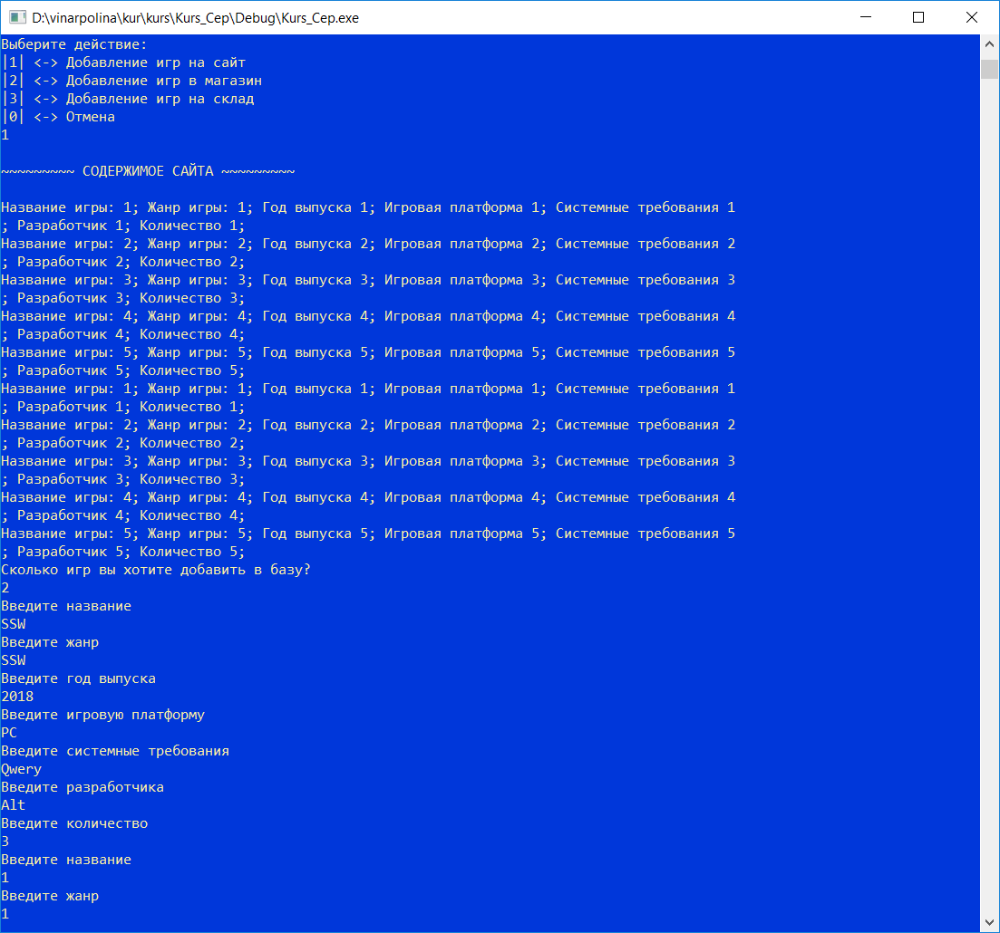 D:\vinarpolina\kur\kurs\Kurs_Cep\Debug\Kurs_Cep.exe
Выберите действие:
|1| <-> Добавление игр на сайт
|2| <-> Добавление игр в магазин
|3| <-> Добавление игр на склад
|0| <-> Отмена
1
~~~~~~~~~ СОДЕРЖИМОЕ САЙТА ~~~~~~~~~
Название игры: 1; Жанр игры: 1; Год выпуска 1; Игровая платформа 1; Системные требования 1
; Разработчик 1; Количество 1;
Название игры: 2; Жанр игры: 2; Год выпуска 2; Игровая платформа 2; Системные требования 2
; Разработчик 2; Количество 2;
Название игры: 3; Жанр игры: 3; Год выпуска 3; Игровая платформа 3; Системные требования 3
; Разработчик 3; Количество 3;
Название игры: 4; Жанр игры: 4; Год выпуска 4; Игровая платформа 4; Системные требования 4
; Разработчик 4; Количество 4;
Название игры: 5; Жанр игры: 5; Год выпуска 5; Игровая платформа 5; Системные требования 5
; Разработчик 5; Количество 5;
Название игры: 1; Жанр игры: 1; Год выпуска 1; Игровая платформа 1; Системные требования 1
; Разработчик 1; Количество 1;
Название игры: 2; Жанр игры: 2; Год выпуска 2; Игровая платформа 2; Системные требования 2
; Разработчик 2; Количество 2;
Название игры: 3; Жанр игры: 3; Год выпуска 3; Игровая платформа 3; Системные требования 3
; Разработчик 3; Количество 3;
Название игры: 4; Жанр игры: 4; Год выпуска 4; Игровая платформа 4; Системные требования 4
; Разработчик 4; Количество 4;
Название игры: 5; Жанр игры: 5; Год выпуска 5; Игровая платформа 5; Системные требования 5
; Разработчик 5; Количество 5;
Сколько игр вы хотите добавить в базу?
2
Введите название
SSW
Введите жанр
SSW
Введите год выпуска
2018
Введите игровую платформу
PC
Введите системные требования
Qwery
Введите разработчика
Alt
Введите количество
3
Введите название
1
Введите жанр
1